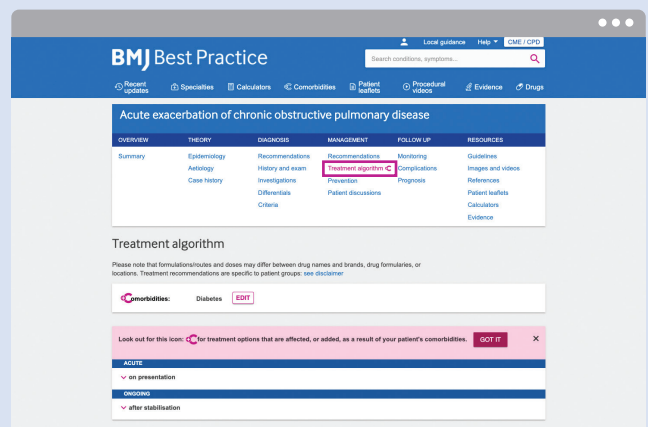 Local guidance Help CME / CPD
BMJ Best Practice
Search conditions, symptoms...
Recent updates Specialties Calculators Comorbidities Patient leaflets Procedural videos Evidence Drugs
Acute exacerbation of chronic obstructive pulmonary disease
OVERVIEW THEORY DIAGNOSIS MANAGEMENT FOLLOW UP RESOURCES
Summary Epidemiology Recommendations Recommendations Monitoring Guidelines
Aetiology History and exam Treatment algorithm Complications Images and videos
Case history Investigations Prevention Prognosis References
Differentials Patient discussions Patient leaflets
Criteria Calculators
Evidence
Treatment algorithm
Please note that formulations/routes and doses may differ between drug names and brands, drug formularies, or
locations. Treatment recommendations are specific to patient groups: see disclaimer
Comorbidities: Diabetes EDIT
Look out for this icon: for treatment options that are affected, or added, as a result of your patient's comorbidities. GOT IT
ACUTE
on presentation
ONGOING
after stabilisation